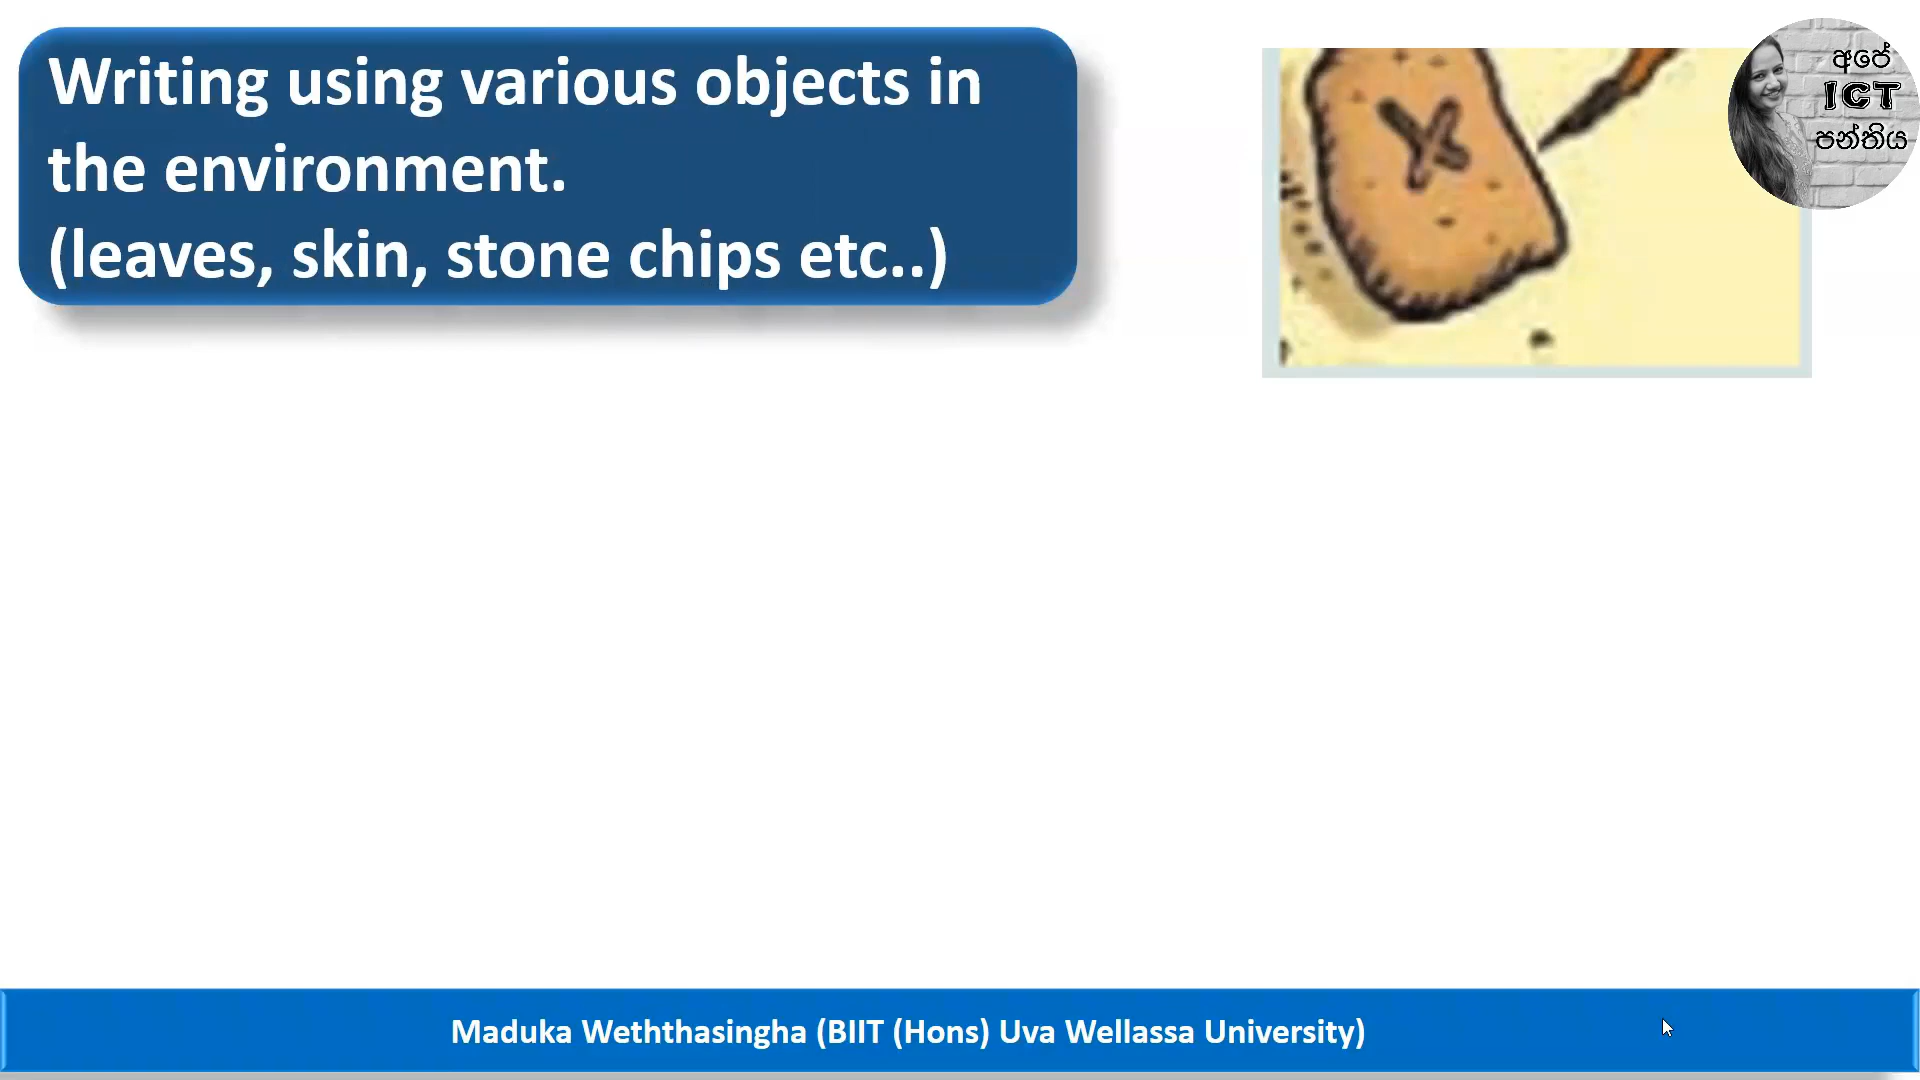 Writing using various objects in
the environment.
(leaves, skin, stone chips etc..)
අපේ
ICT
පන්තිය
Maduka Weththasingha (BIIT (Hons) Uva Wellassa University)